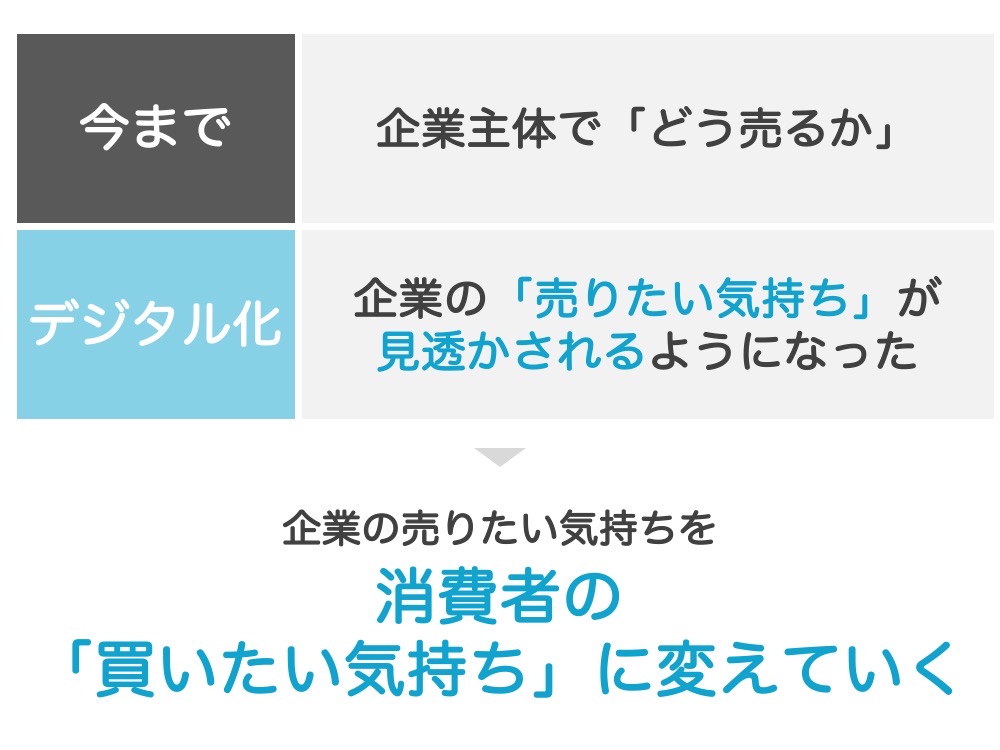 今まで
企業主体で「どう売るか」
デジタル化
企業の「売りたい気持ち」が
見透かされるようになった
企業の売りたい気持ちを
消費者の
「買いたい気持ち」に変えていく